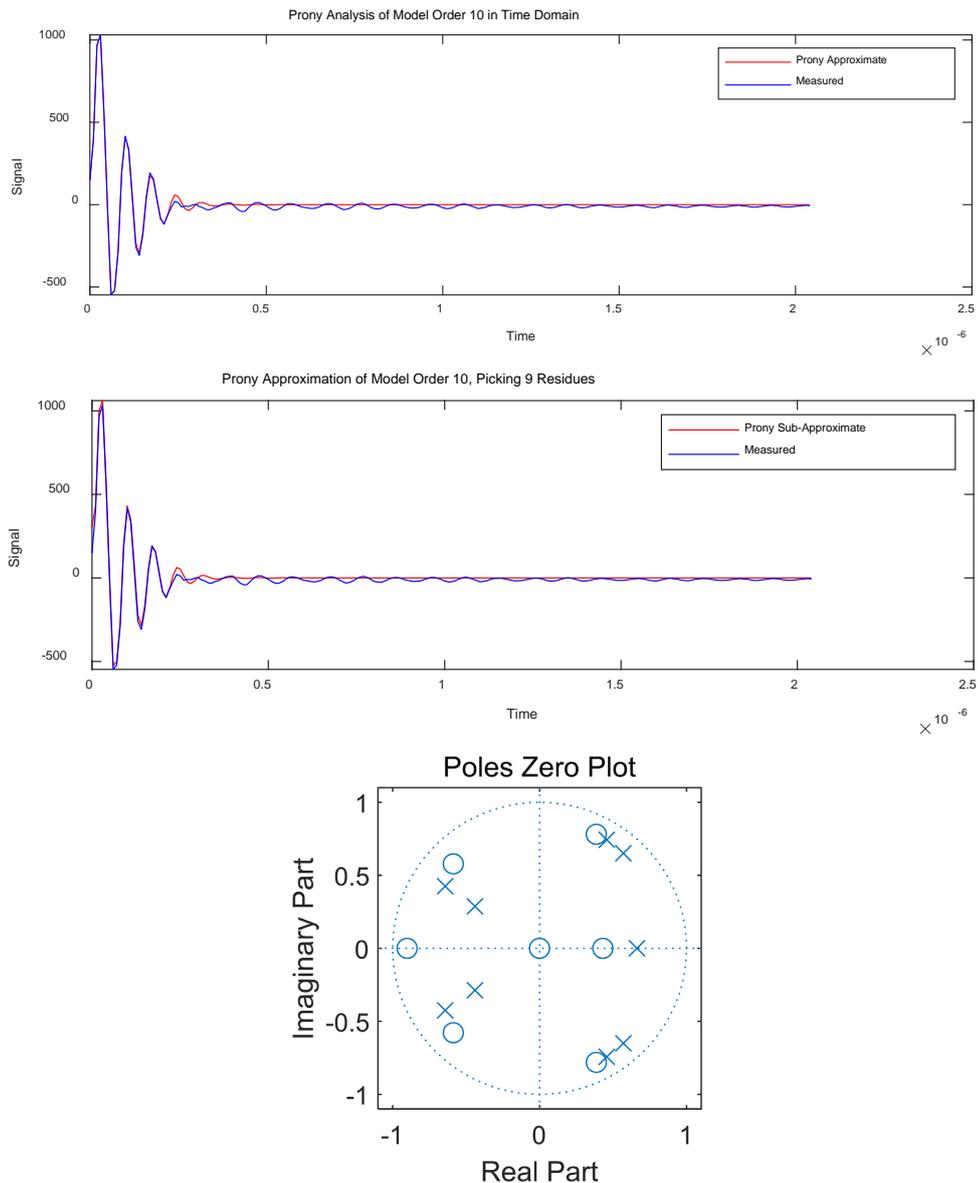 Prony Analysis of Model Order 10 in Time Domain
1000
500
0
-500
Signal
Prony Approximate
Measured
0 0.5 1 1.5 2 2.5
Time
× 10 -6
Prony Approximation of Model Order 10, Picking 9 Residues
1000
500
0
-500
Signal
Prony Sub-Approximate
Measured
0 0.5 1 1.5 2 2.5
Time
× 10 -6
Poles Zero Plot
1
0.5
0
-0.5
-1
Imaginary Part
-1 0 1
Real Part